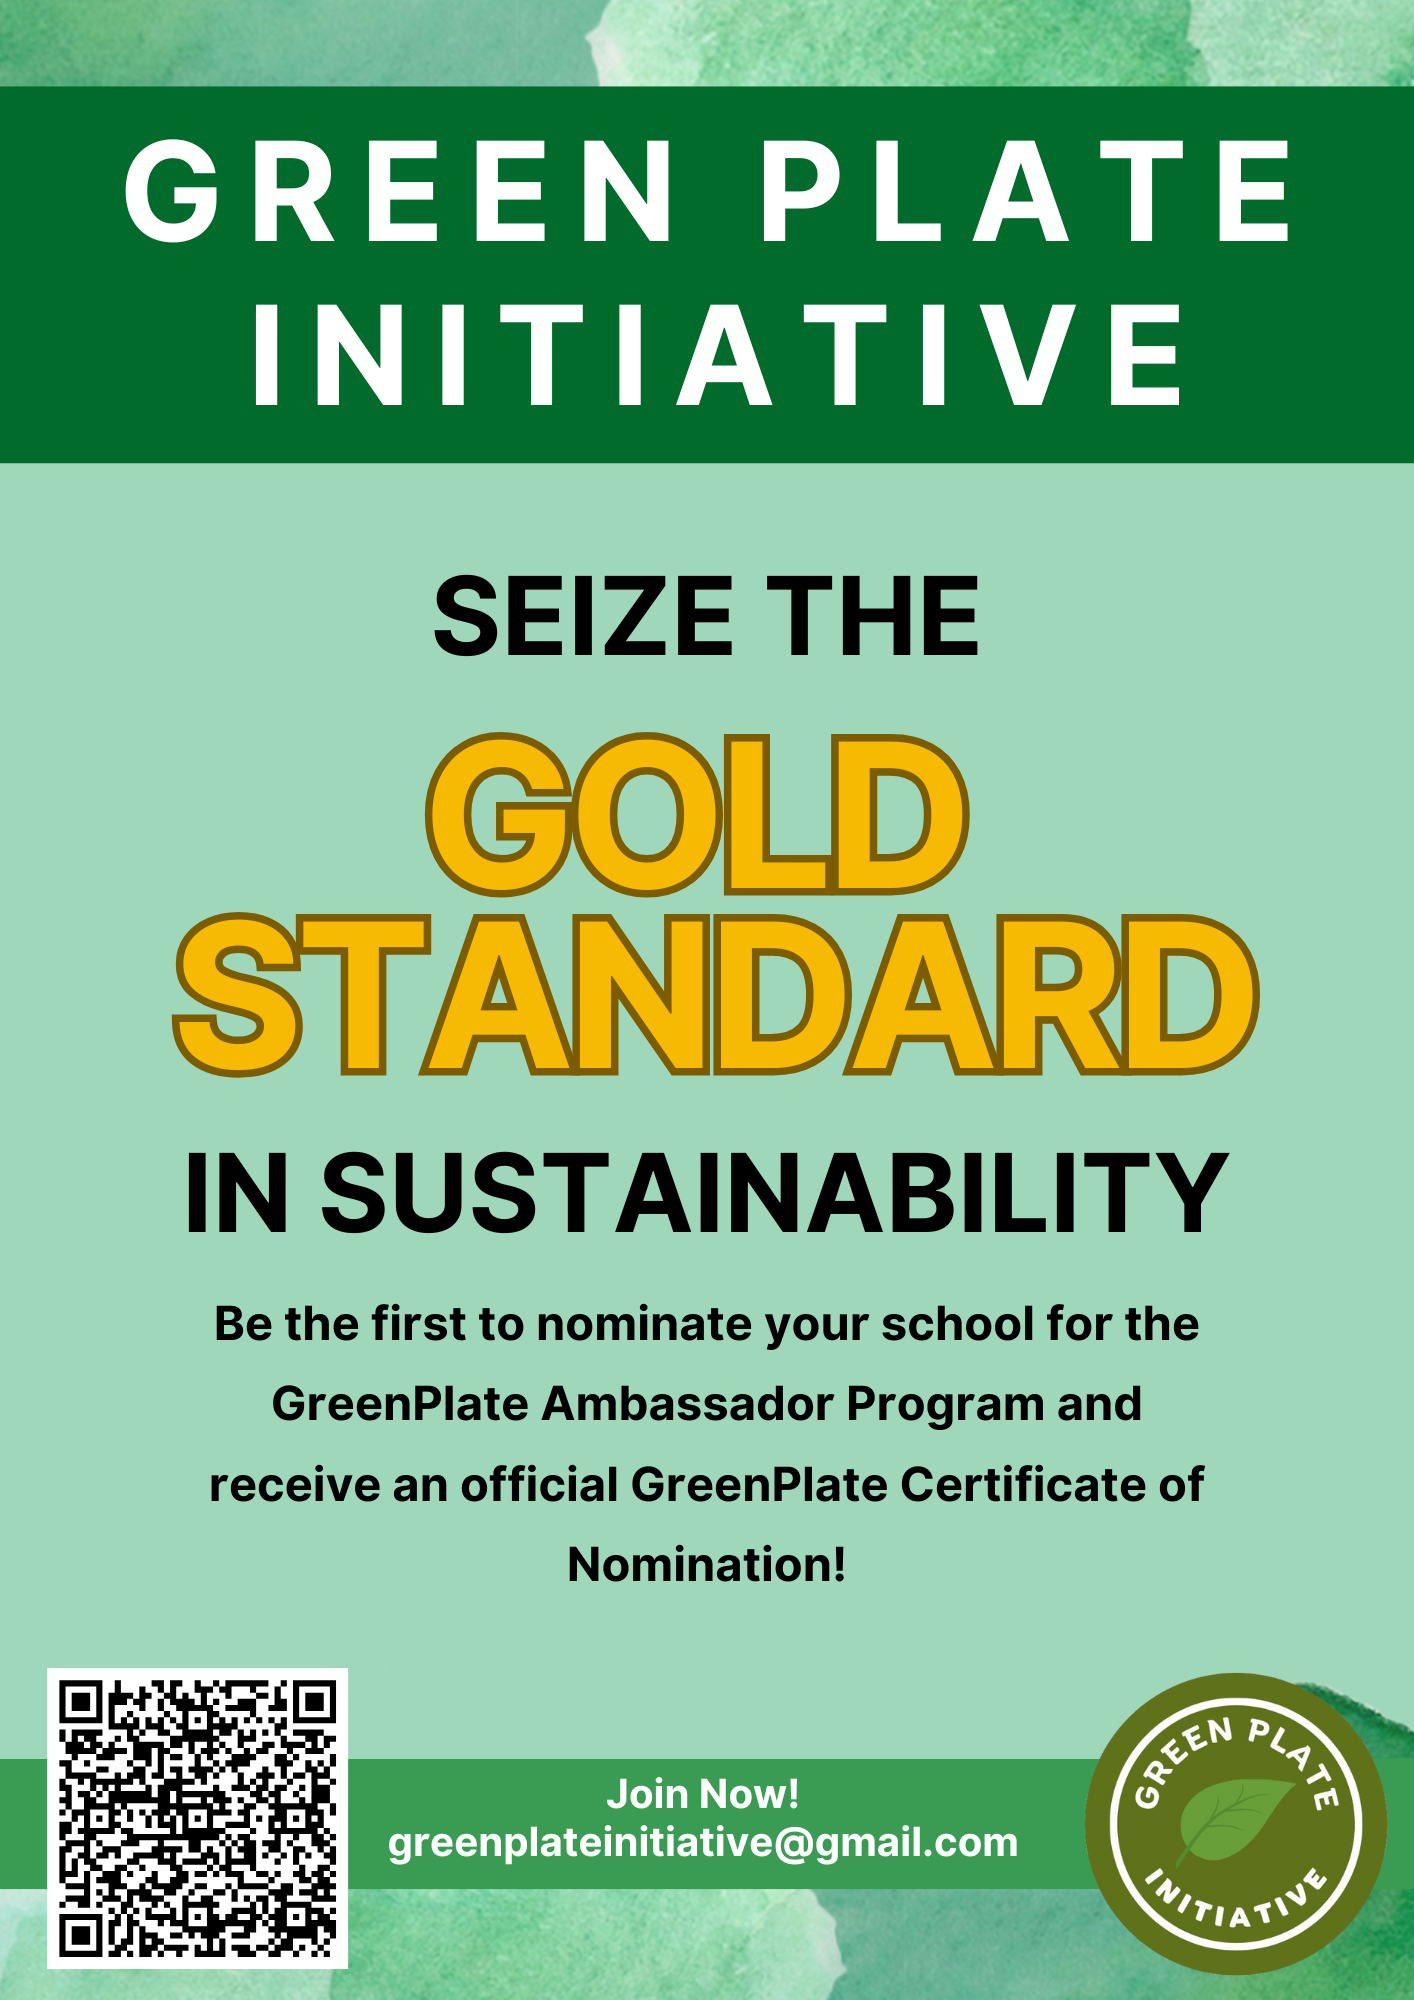 GREEN PLATE
INITIATIVE
SEIZE THE
GOLD
STANDARD
IN SUSTAINABILITY
Be the first to nominate your school for the
GreenPlate Ambassador Program and
receive an official GreenPlate Certificate of
Nomination!
Join Now!
greenplateinitiative@gmail.com
GREEN PLATE
INITIATIVE